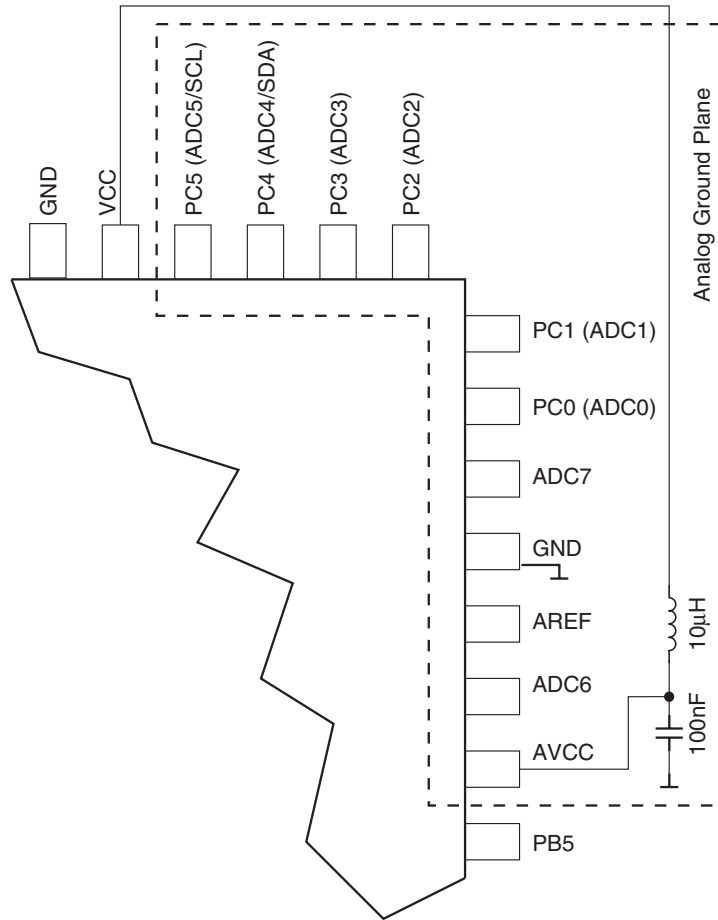 GND
VCC
PC5 (ADC5/SCL)
PC4 (ADC4/SDA)
PC3 (ADC3)
PC2 (ADC2)
Analog Ground Plane
PC1 (ADC1)
PC0 (ADC0)
ADC7
GND
AREF
10μH
ADC6
100nF
AVCC
PB5